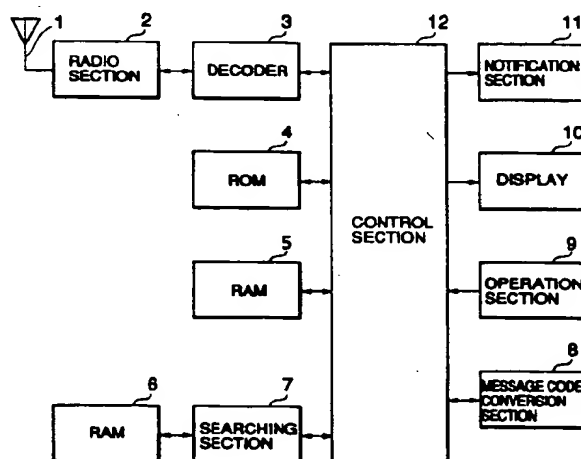 1
2
3
12
11
RADIO
SECTION
DECODER
NOTIFICATION
SECTION
4
10
ROM
DISPLAY
CONTROL
SECTION
5
9
RAM
OPERATION
SECTION
6
7
8
RAM
SEARCHING
SECTION
MESSAGE CODE
CONVERSION
SECTION